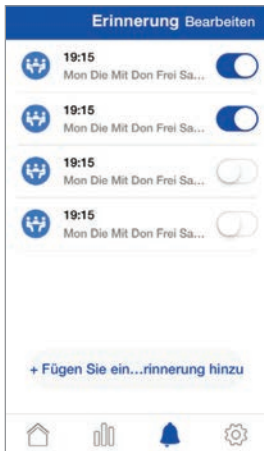 Erinnerung Bearbeiten
19:15
Mon Die Mit Don Frei Sa...
19:15
Mon Die Mit Don Frei Sa...
19:15
Mon Die Mit Don Frei Sa...
19:15
Mon Die Mit Don Frei Sa...
+ Fügen Sie ein...rinnerung hinzu